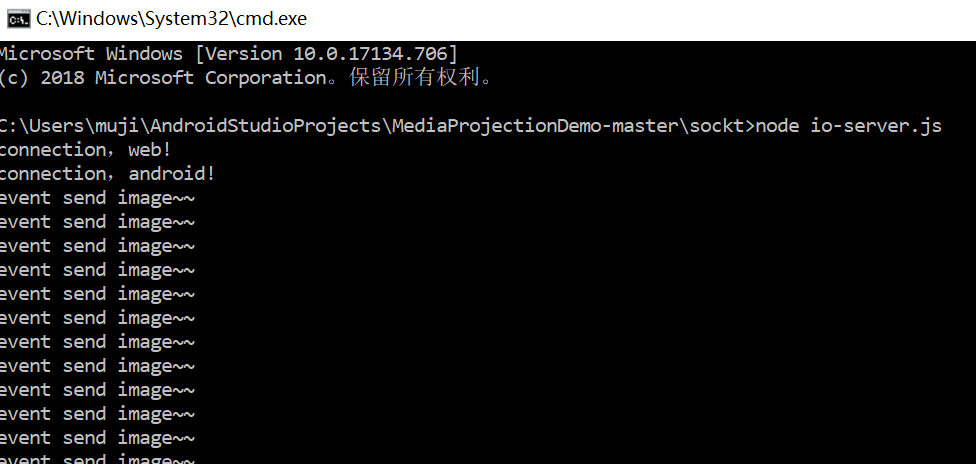 C:\Windows\System32\cmd.exe
Microsoft Windows [Version 10.0.17134.706]
(c) 2018 Microsoft Corporation。保留所有权利。
C:\Users\muji\AndroidStudioProjects\MediaProjectionDemo-master\sockt>node io-server.js
connection，web!
connection，android!
event send image~~
event send image~~
event send image~~
event send image~~
event send image~~
event send image~~
event send image~~
event send image~~
event send image~~
event send image~~
event send image~~
event send image~~